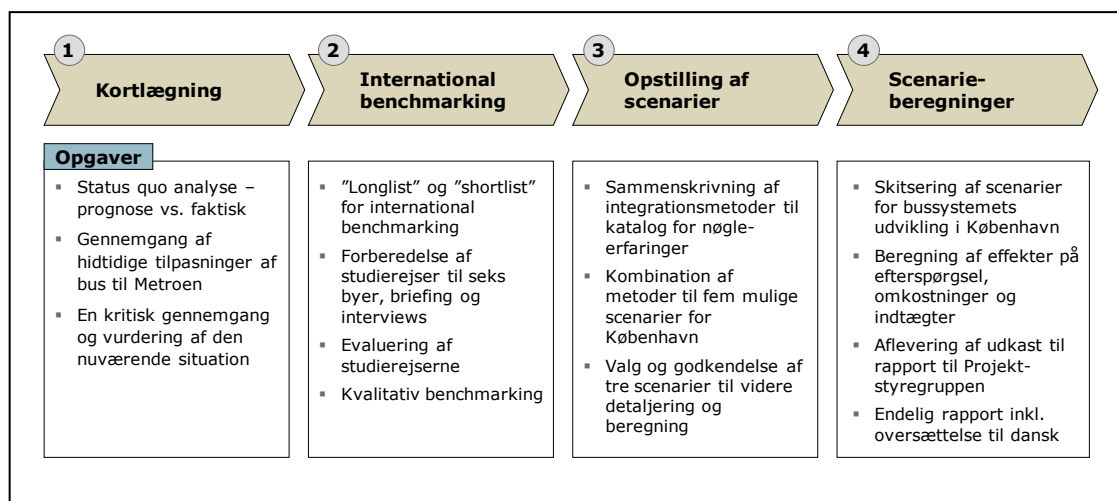 1
Kortlægning
2
International
benchmarking
3
Opstilling af
scenarier
4
Scenarie-
beregninger
Opgaver
▪ Status quo analyse –
prognose vs. faktisk
▪ Gennemgang af
hidtidige tilpasninger af
bus til Metroen
▪ En kritisk gennemgang
og vurdering af den
nuværende situation
▪ ”Longlist” og ”shortlist”
for international
benchmarking
▪ Forberedelse af
studierejser til seks
byer, briefing og
interviews
▪ Evaluering af
studierejserne
▪ Kvalitativ benchmarking
▪ Sammenskrivning af
integrationsmetoder til
katalog for nøgle-
erfaringer
▪ Kombination af
metoder til fem mulige
scenarier for
København
▪ Valg og godkendelse af
tre scenarier til videre
detaljering og
beregning
▪ Skitsering af scenarier
for bussystemets
udvikling i København
▪ Beregning af effekter på
efterspørgsel,
omkostninger og
indtægter
▪ Aflevering af udkast til
rapport til Projekt-
styregruppen
▪ Endelig rapport inkl.
oversættelse til dansk